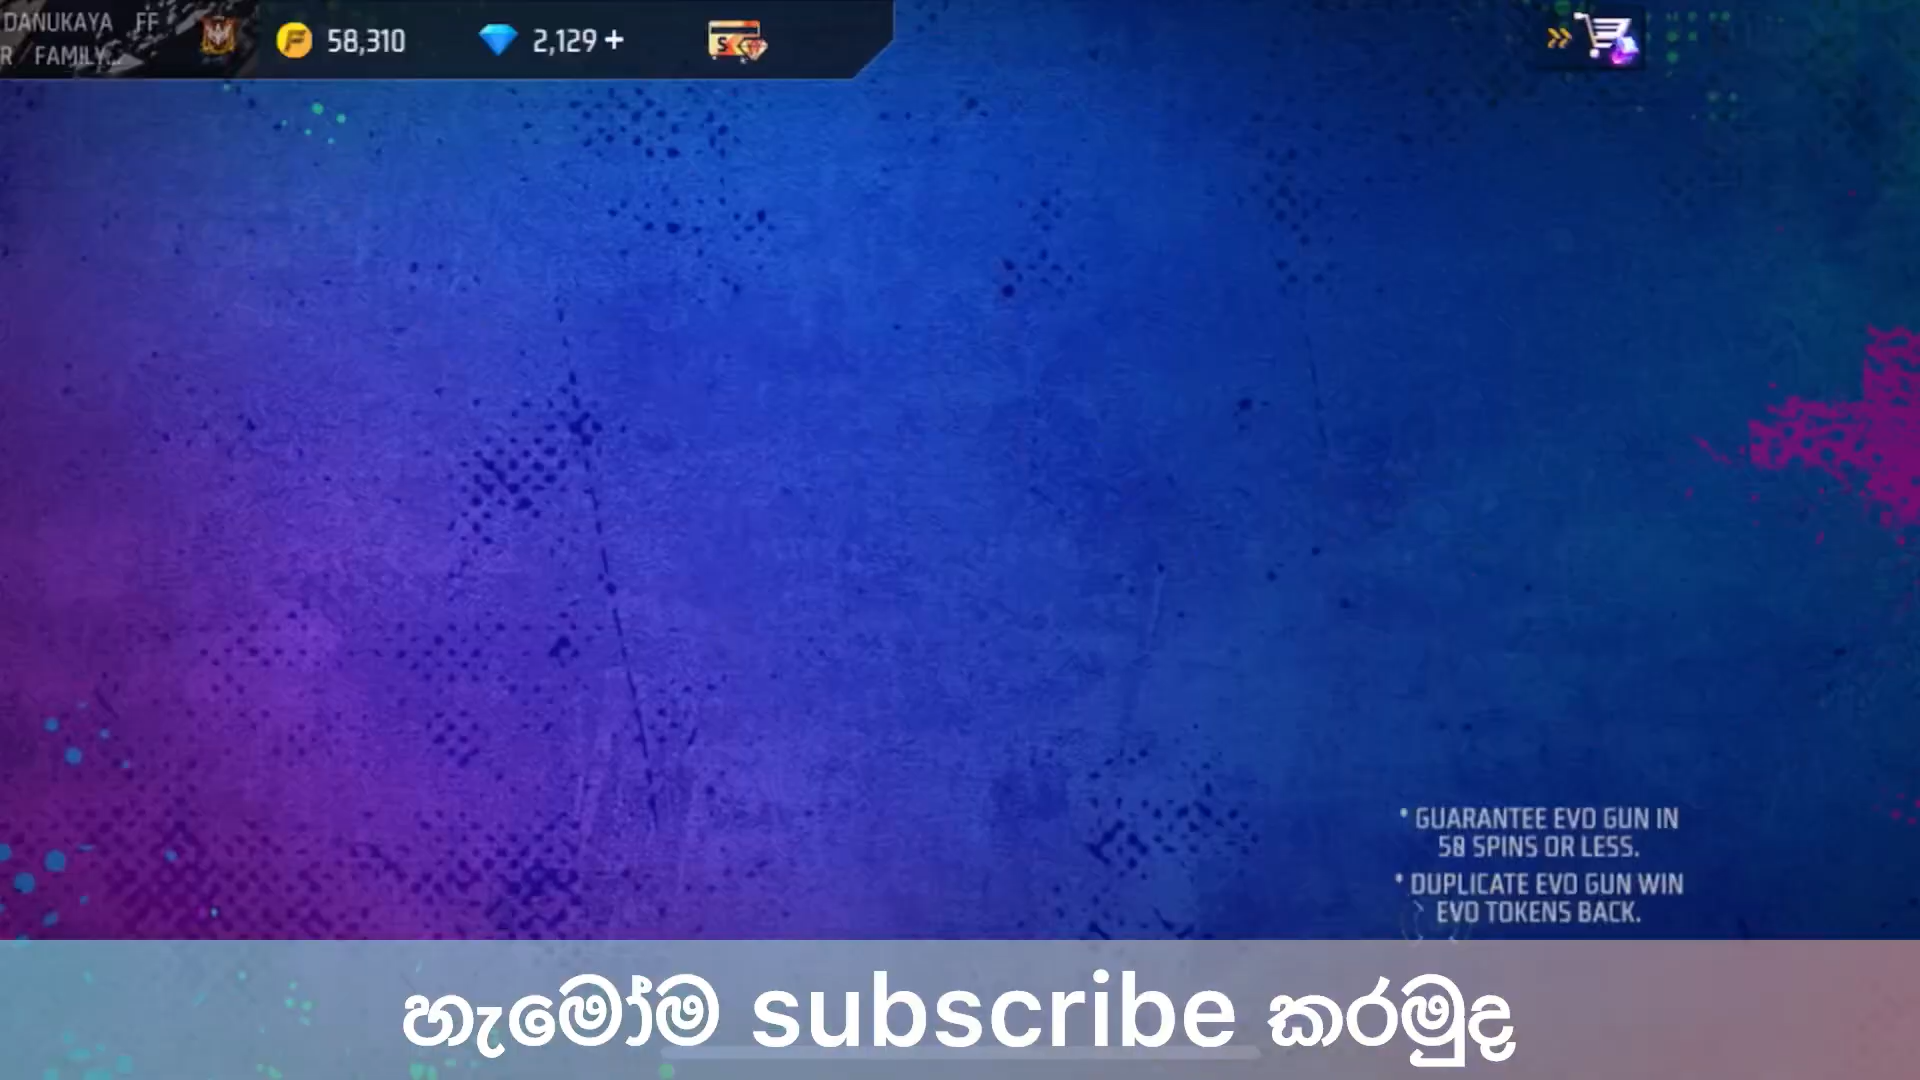 DANUKAYA FF
R FAMILY...
58,310
2,129 +
* GUARANTEE EVO GUN IN
50 SPINS OR LESS.
* DUPLICATE EVO GUN WIN
EVO TOKENS BACK.
හැමෝම subscribe කරමුද